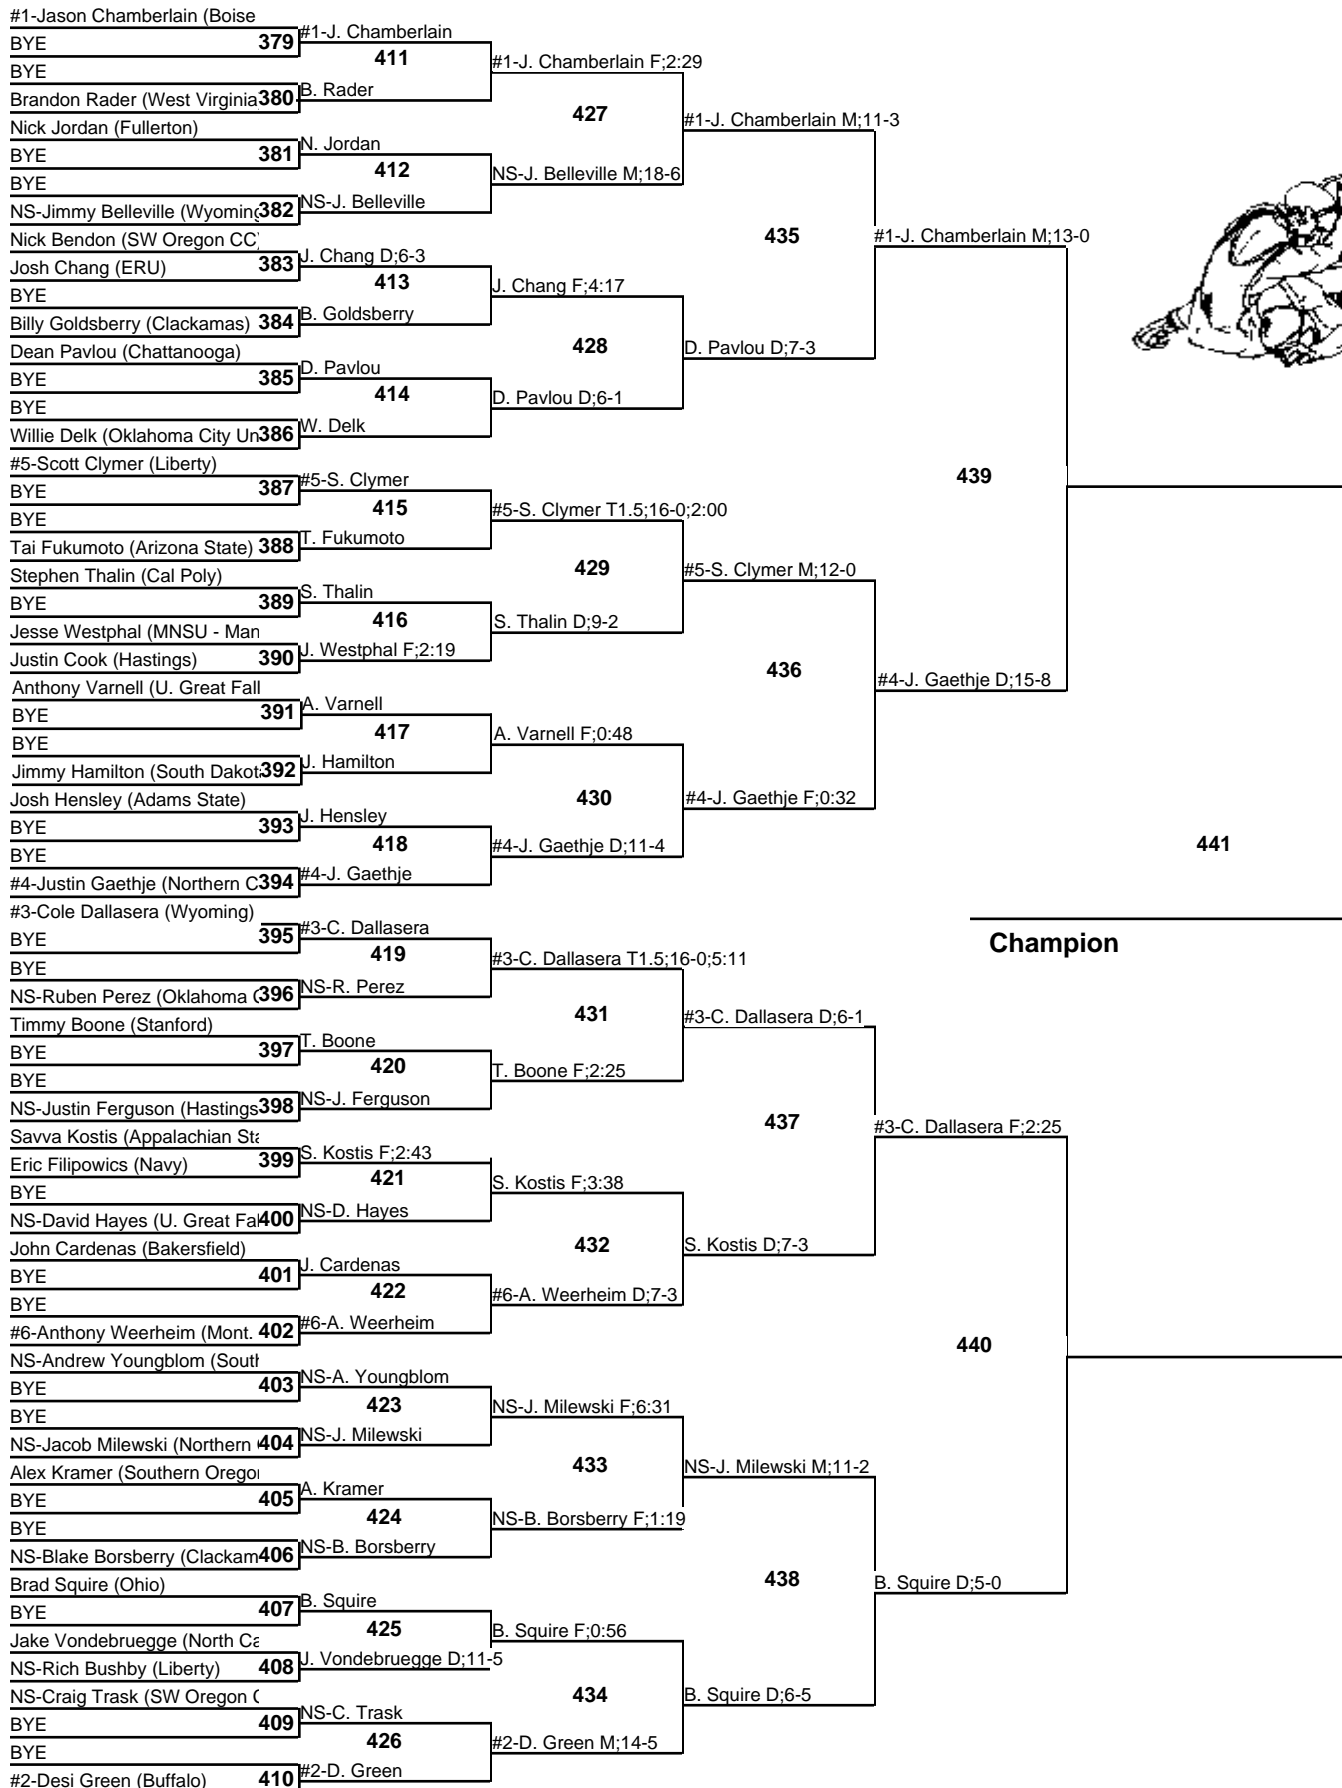 #1-Jason Chamberlain (Boise
BYE
379
BYE
Brandon Rader (West Virginia
380
Nick Jordan (Fullerton)
BYE
381
BYE
NS-Jimmy Belleville (Wyoming
382
Nick Bendon (SW Oregon CC)
Josh Chang (ERU)
383
BYE
Billy Goldsberry (Clackamas)
384
Dean Pavlou (Chattanooga)
BYE
385
BYE
Willie Delk (Oklahoma City Un
386
#5-Scott Clymer (Liberty)
BYE
387
BYE
Tai Fukumoto (Arizona State)
388
Stephen Thalin (Cal Poly)
BYE
389
Jesse Westphal (MNSU - Man
Justin Cook (Hastings)
390
Anthony Varnell (U. Great Fall
BYE
391
BYE
Jimmy Hamilton (South Dakota
392
Josh Hensley (Adams State)
BYE
393
BYE
#4-Justin Gaethje (Northern C
394
#3-Cole Dallasera (Wyoming)
BYE
395
BYE
NS-Ruben Perez (Oklahoma C
396
Timmy Boone (Stanford)
BYE
397
BYE
NS-Justin Ferguson (Hastings
398
Savva Kostis (Appalachian Sta
Eric Filipowics (Navy)
399
BYE
NS-David Hayes (U. Great Fal
400
John Cardenas (Bakersfield)
BYE
401
BYE
#6-Anthony Weerheim (Mont.
402
NS-Andrew Youngblom (South
BYE
403
BYE
NS-Jacob Milewski (Northern
404
Alex Kramer (Southern Oregon
BYE
405
BYE
NS-Blake Borsberry (Clackam
406
Brad Squire (Ohio)
BYE
407
Jake Vondebruegge (North Ca
NS-Rich Bushby (Liberty)
408
NS-Craig Trask (SW Oregon C
BYE
409
BYE
#2-Desi Green (Buffalo)
410
#1-J. Chamberlain
411
B. Rader
N. Jordan
412
NS-J. Belleville
J. Chang D;6-3
413
B. Goldsberry
D. Pavlou
414
W. Delk
#5-S. Clymer
415
T. Fukumoto
S. Thalin
416
J. Westphal F;2:19
A. Varnell
417
J. Hamilton
J. Hensley
418
#4-J. Gaethje
#3-C. Dallasera
419
NS-R. Perez
T. Boone
420
NS-J. Ferguson
S. Kostis F;2:43
421
NS-D. Hayes
J. Cardenas
422
#6-A. Weerheim
NS-A. Youngblom
423
NS-J. Milewski
A. Kramer
424
NS-B. Borsberry
B. Squire
425
J. Vondebruegge D;11-5
NS-C. Trask
426
#2-D. Green
#1-J. Chamberlain F;2:29
427
NS-J. Belleville M;18-6
J. Chang F;4:17
428
D. Pavlou D;6-1
#5-S. Clymer T1.5;16-0;2:00
429
S. Thalin D;9-2
A. Varnell F;0:48
430
#4-J. Gaethje D;11-4
#3-C. Dallasera T1.5;16-0;5:11
431
T. Boone F;2:25
S. Kostis F;3:38
432
#6-A. Weerheim D;7-3
NS-J. Milewski F;6:31
433
NS-B. Borsberry F;1:19
B. Squire F;0:56
434
#2-D. Green M;14-5
#1-J. Chamberlain M;11-3
435
D. Pavlou D;7-3
#5-S. Clymer M;12-0
436
#4-J. Gaethje F;0:32
#3-C. Dallasera D;6-1
437
S. Kostis D;7-3
NS-J. Milewski M;11-2
438
B. Squire D;6-5
#1-J. Chamberlain M;13-0
439
#4-J. Gaethje D;15-8
#3-C. Dallasera F;2:25
440
B. Squire D;5-0
441
Champion